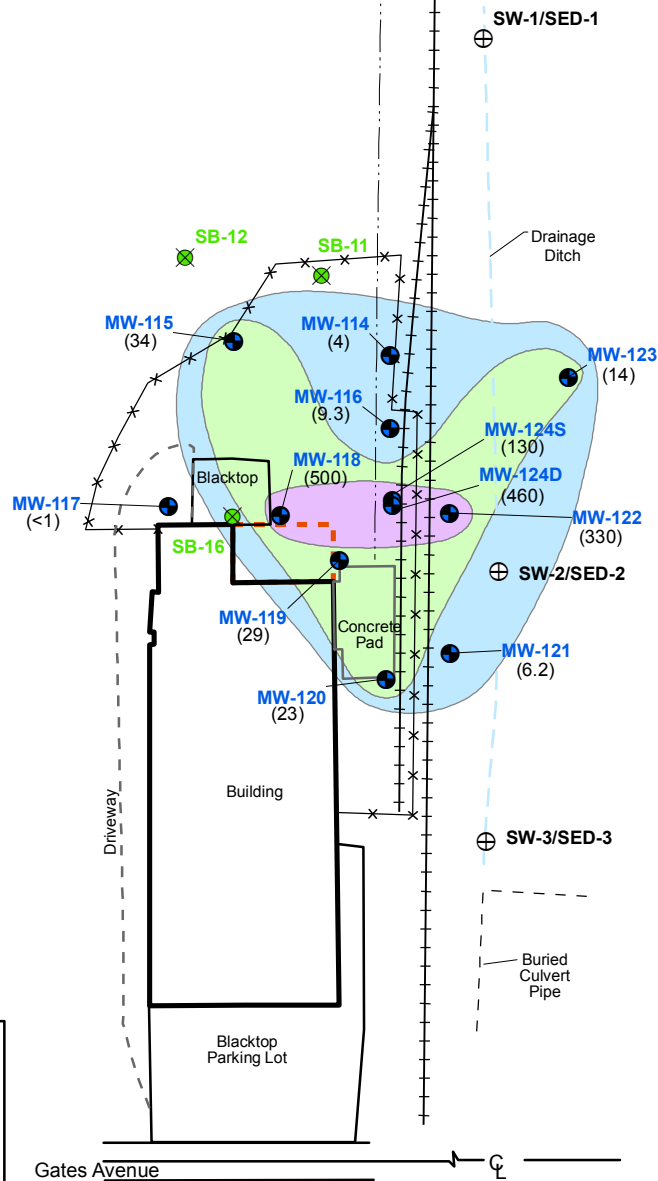 SW-1/SED-1
SB-12
SB-11
Drainage
Ditch
MW-115
(34)
MW-114
(4)
MW-123
(14)
MW-116
(9.3)
MW-124S
(130)
MW-118
(500)
MW-124D
(460)
Blacktop
MW-117
(<1)
MW-122
(330)
SB-16
SW-2/SED-2
MW-119
(29)
Concrete
Pad
MW-121
(6.2)
MW-120
(23)
Building
Driveway
SW-3/SED-3
Buried
Culvert
Pipe
Blacktop
Parking Lot
Gates Avenue
℄